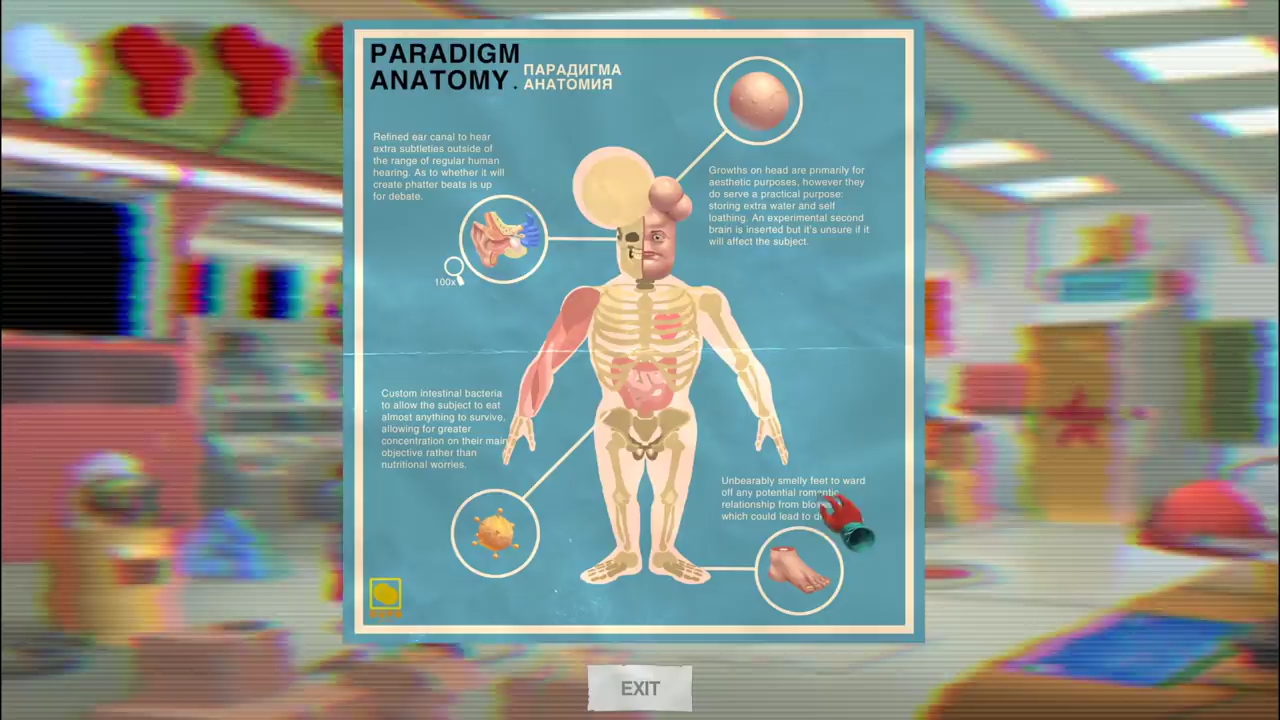 PARADIGM
ANATOMY.
ПАРАДИГМА
АНАТОМИЯ
Refined ear canal to hear
extra subtleties outside of
the range of regular human
hearing. As to whether it will
create phatter beats is up
for debate.
100x
Growths on head are primarily for
aesthetic purposes, however they
do serve a practical purpose:
storing extra water and self
loathing. An experimental second
brain is inserted but it's unsure if it
will affect the subject.
Custom intestinal bacteria
to allow the subject to eat
almost anything to survive,
allowing for greater
concentration on their main
objective rather than
nutritional worries.
Unbearably smelly feet to ward
off any potential romantic
relationship from
which could lead to
EXIT